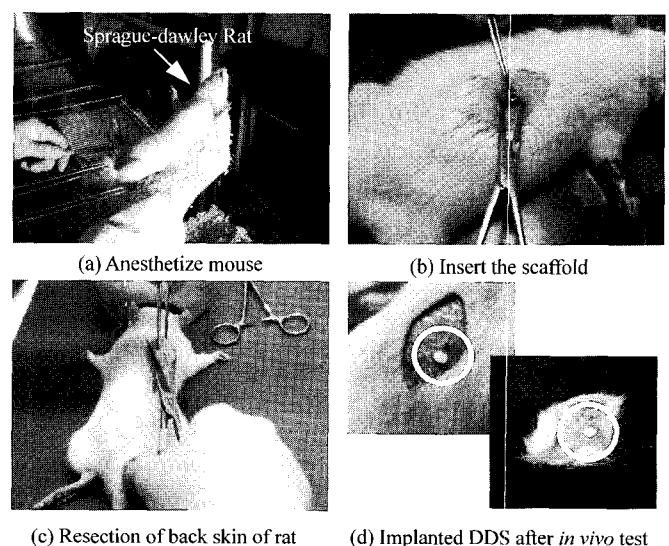 Sprague-dawley Rat
(a) Anesthetize mouse
(b) Insert the scaffold
(c) Resection of back skin of rat
(d) Implanted DDS after in vivo test